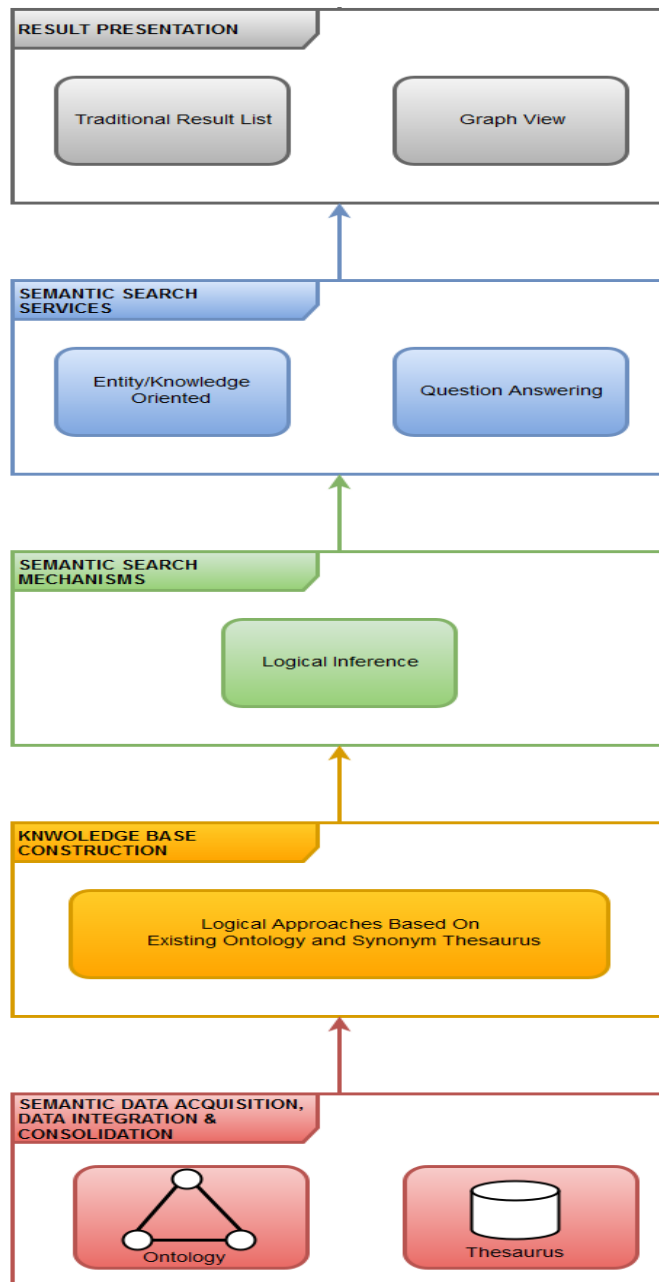 RESULT PRESENTATION
Traditional Result List
Graph View
SEMANTIC SEARCH
SERVICES
Entity/Knowledge
Oriented
Question Answering
SEMANTIC SEARCH
MECHANISMS
Logical Inference
KNWOLEDGE BASE
CONSTRUCTION
Logical Approaches Based On
Existing Ontology and Synonym Thesaurus
SEMANTIC DATA ACQUISITION,
DATA INTEGRATION &
CONSOLIDATION
Ontology
Thesaurus